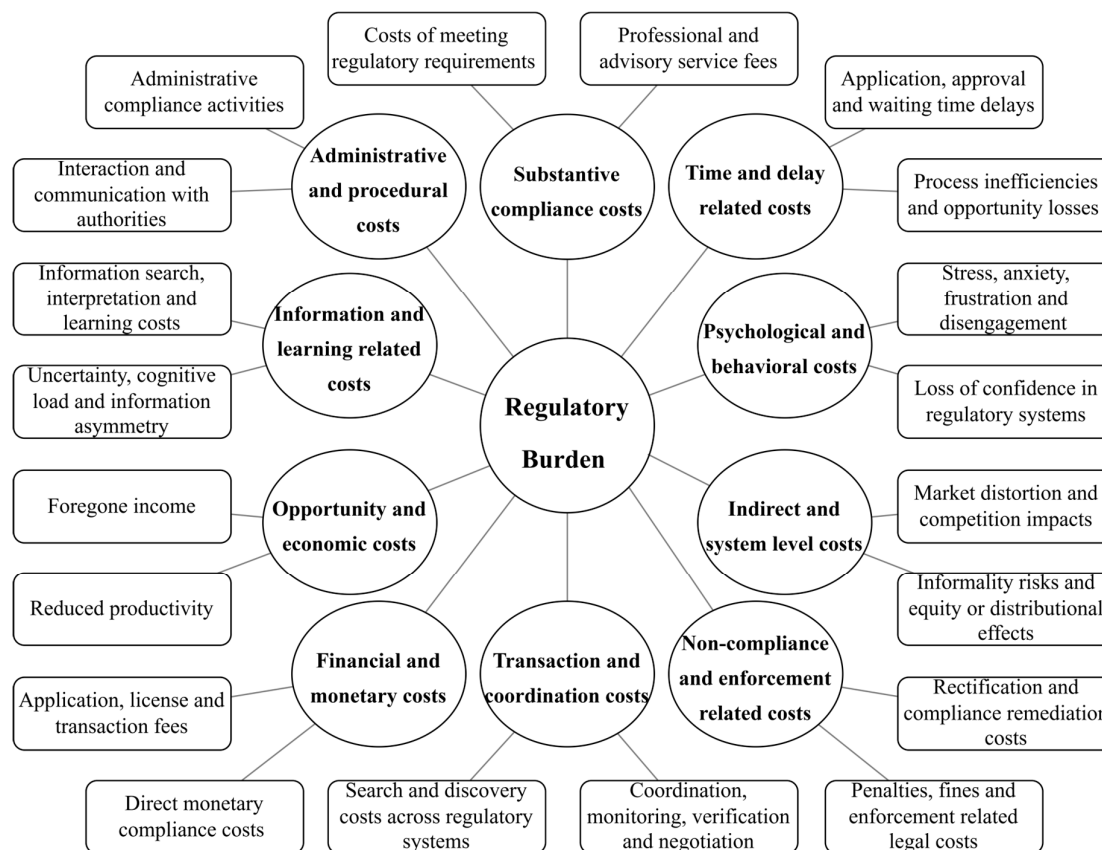 Costs of meeting
regulatory requirements
Professional and
advisory service fees
Administrative
compliance activities
Application, approval
and waiting time delays
Administrative
and procedural
costs
Substantive
compliance costs
Time and delay
related costs
Interaction and
communication with
authorities
Process inefficiencies
and opportunity losses
Information search,
interpretation and
learning costs
Information and
learning related
costs
Psychological and
behavioral costs
Stress, anxiety,
frustration and
disengagement
Uncertainty, cognitive
load and information
asymmetry
Regulatory
Burden
Loss of confidence in
regulatory systems
Foregone income
Opportunity and
economic costs
Indirect and
system level costs
Market distortion and
competition impacts
Reduced productivity
Informality risks and
equity or distributional
effects
Financial and
monetary costs
Transaction and
coordination costs
Non-compliance
and enforcement
related costs
Application, license and
transaction fees
Rectification and
compliance remediation
costs
Direct monetary
compliance costs
Search and discovery
costs across regulatory
systems
Coordination,
monitoring, verification
and negotiation
Penalties, fines and
enforcement related
legal costs